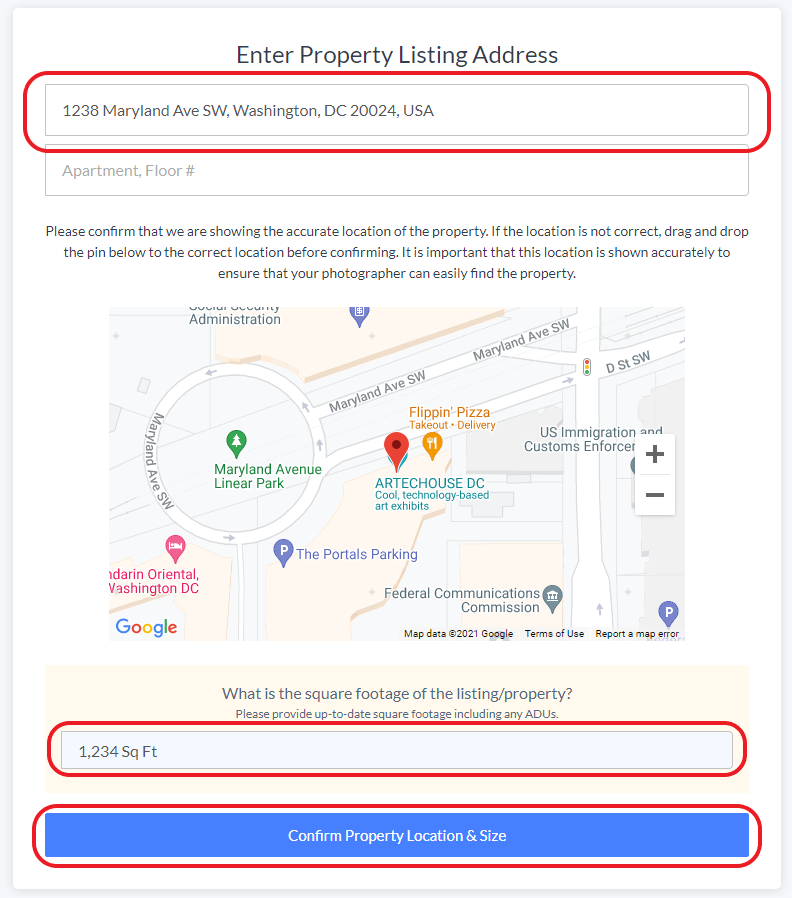 Enter Property Listing Address
1238 Maryland Ave SW, Washington, DC 20024, USA
Apartment, Floor #
Please confirm that we are showing the accurate location of the property. If the location is not correct, drag and drop
the pin below to the correct location before confirming. It is important that this location is shown accurately to
ensure that your photographer can easily find the property.
Social Security
Administration
Maryland Ave SW
Maryland Ave SW
D St SW
Maryland Ave SW
Flippin' Pizza
Takeout • Delivery
US Immigration and
Customs Enforcer
Maryland Avenue
Linear Park
ARTECHOUSE DC
Cool, technology-based
art exhibits
P
The Portals Parking
ndarin Oriental,
Washington DC
Federal Communications
Commission
P
Google
Map data ©2021 Google
Terms of Use
Report a map error
What is the square footage of the listing/property?
Please provide up-to-date square footage including any ADUs.
1,234 Sq Ft
Confirm Property Location & Size